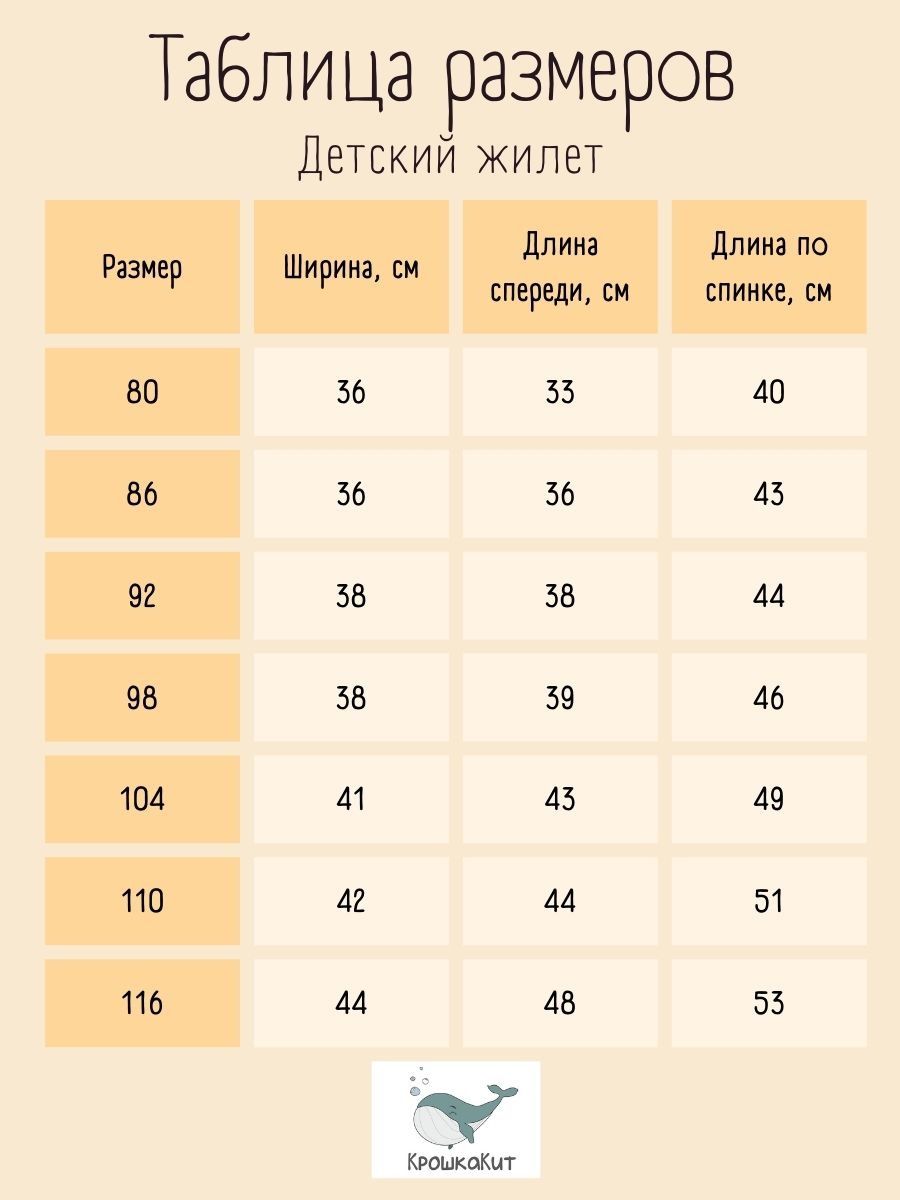 Таблица размеров
Детский жилет
Размер
Ширина, см
Длина
спереди, см
Длина по
спинке, см
80 36 33 40
86 36 36 43
92 38 38 44
98 38 39 46
104 41 43 49
110 42 44 51
116 44 48 53
КрошкаКит